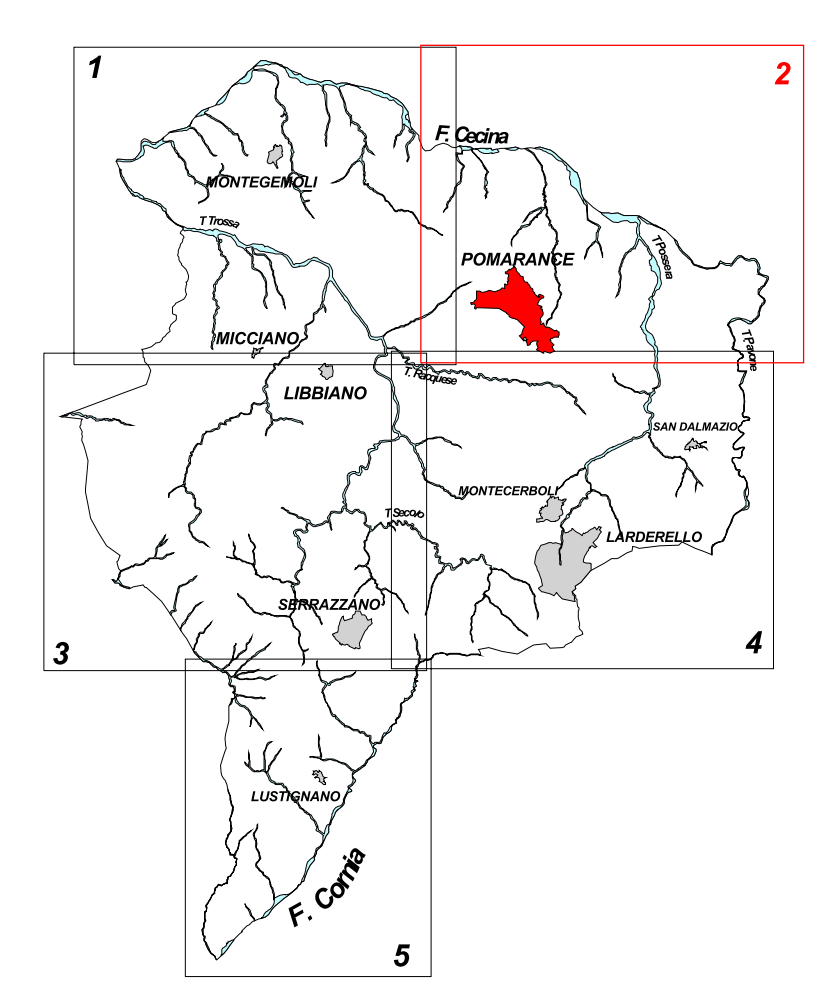 1
2
F. Cecina
MONTEGEMOLI
T Trossa
T Possera
POMARANCE
MICCIANO
T. Pavone
T. Racquese
LIBBIANO
SAN DALMAZIO
MONTECERBOLI
T Secolo
LARDERELLO
SERRAZZANO
3
4
LUSTIGNANO
F. Cornia
5